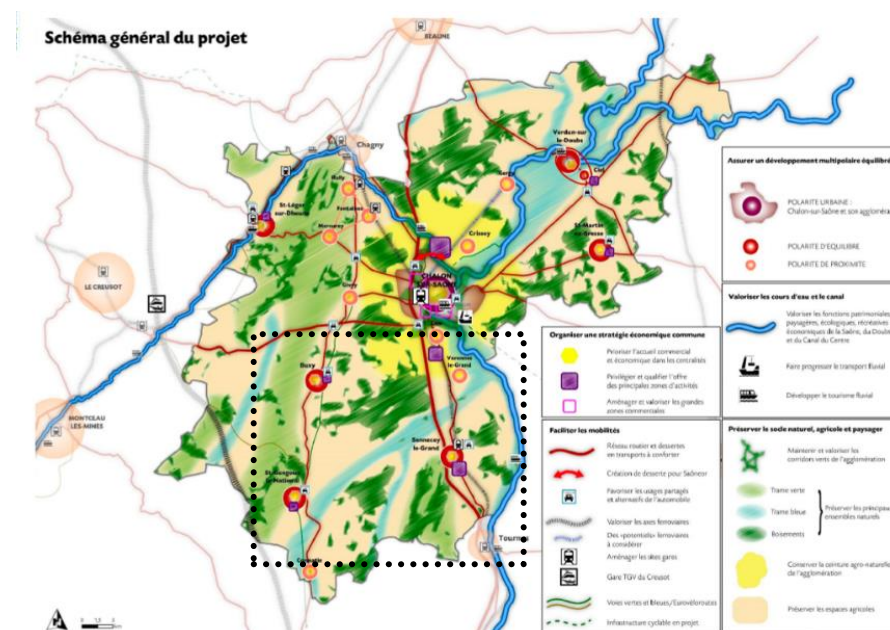 Schéma général du projet
BEAUNE
Chagny
Verdun-sur
le-Doubs
Ciel
Gergy
Rully
Fontaines
St-Léger
sur-Dheune
Mercurey
Crissey
St-Martin
en-Bresse
CHALON
SUR-SAÔNE
Givry
LE CREUSOT
MONTCEAU
LES-MINES
Buxy
Varennes
le-Grand
Sennecey
le-Grand
St-Gengoux
le-National
Cormatin
Tournus
Assurer un développement multipolaire équilibré
POLARITE URBAINE :
Chalon-sur-Saône et son agglomérat
POLARITE D'EQUILIBRE
POLARITE DE PROXIMITE
Valoriser les cours d'eau et le canal
Valoriser les fonctions patrimoniales,
paysagères, écologiques, récréatives
économiques de la Saône, du Doubs
et du Canal du Centre
Faire progresser le transport fluvial
Développer le tourisme fluvial
Organiser une stratégie économique commune
Prioriser l'accueil commercial
et économique dans les centralités
Privilégier et qualifier l'offre
des principales zones d'activités
Aménager et valoriser les grandes
zones commerciales
Faciliter les mobilités
Réseau routier et dessertes
en transports à conforter
Création de desserte pour Saôneor
Favoriser les usages partagés
et alternatifs de l'automobile
Valoriser les axes ferroviaires
Des «potentiels» ferroviaires
à considérer
Aménager les sites gares
Gare TGV du Creusot
Voies vertes et bleues/Eurovéloroutes
Infrastructure cyclable en projet
Préserver le socle naturel, agricole et paysager
Maintenir et valoriser les
corridors verts de l'agglomération
Trame verte
Trame bleue
Boisements
Préserver les principaux
ensembles naturels
Conserver la ceinture agro-naturelle
de l'agglomération
Préserver les espaces agricoles